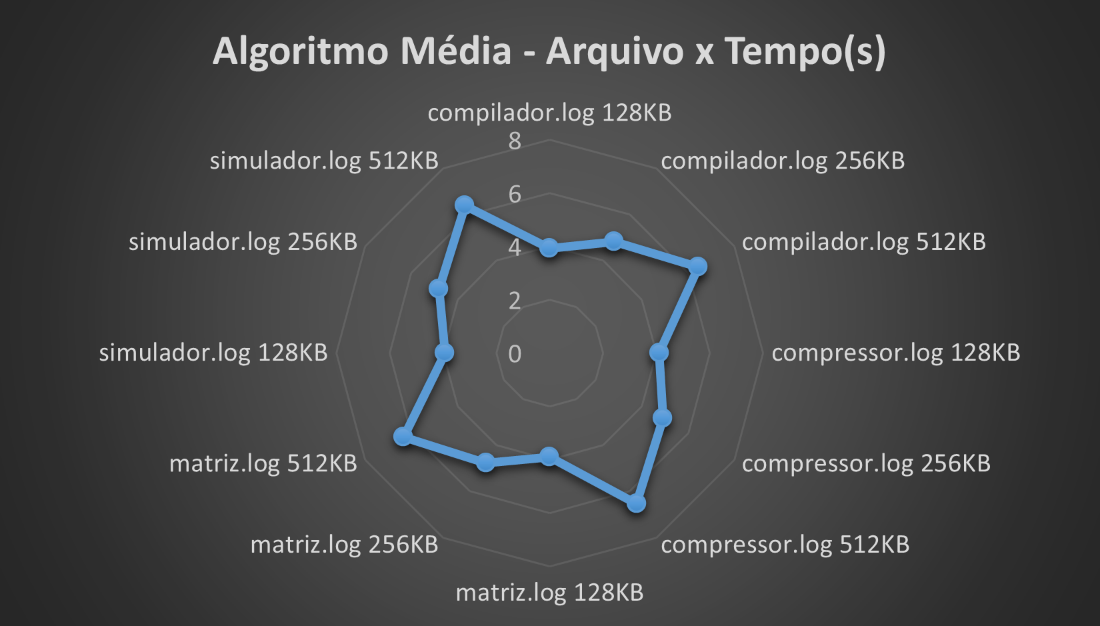 Algoritmo Média - Arquivo x Tempo(s)
compilador.log 128KB
8
simulador.log 512KB
compilador.log 256KB
6
simulador.log 256KB
4
compilador.log 512KB
2
simulador.log 128KB
0
compressor.log 128KB
matriz.log 512KB
compressor.log 256KB
matriz.log 256KB
compressor.log 512KB
matriz.log 128KB